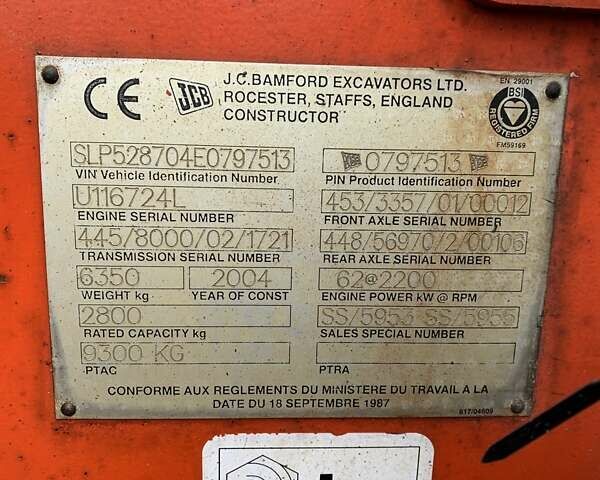 CE JCB J.C.BAMFORD EXCAVATORS LTD.
ROCESTER, STAFFS, ENGLAND
CONSTRUCTOR
EN 29001
BSI
REGISTERED FIRM
FM59169
SLP528704E0797513
VIN Vehicle Identification Number
JCB 0797513 JCB
PIN Product Identification Number
U116724L
ENGINE SERIAL NUMBER
453/3357/01/00012
FRONT AXLE SERIAL NUMBER
445/8000/02/1721
TRANSMISSION SERIAL NUMBER
448/56970/2/00106
REAR AXLE SERIAL NUMBER
6350 2004
WEIGHT kg YEAR OF CONST
62@2200
ENGINE POWER kW @ RPM
2800
RATED CAPACITY kg
SS/5953 SS/5955
SALES SPECIAL NUMBER
9300 KG
PTAC
PTRA
CONFORME AUX REGLEMENTS DU MINISTERE DU TRAVAIL A LA
DATE DU 18 SEPTEMBRE 1987
817/04609